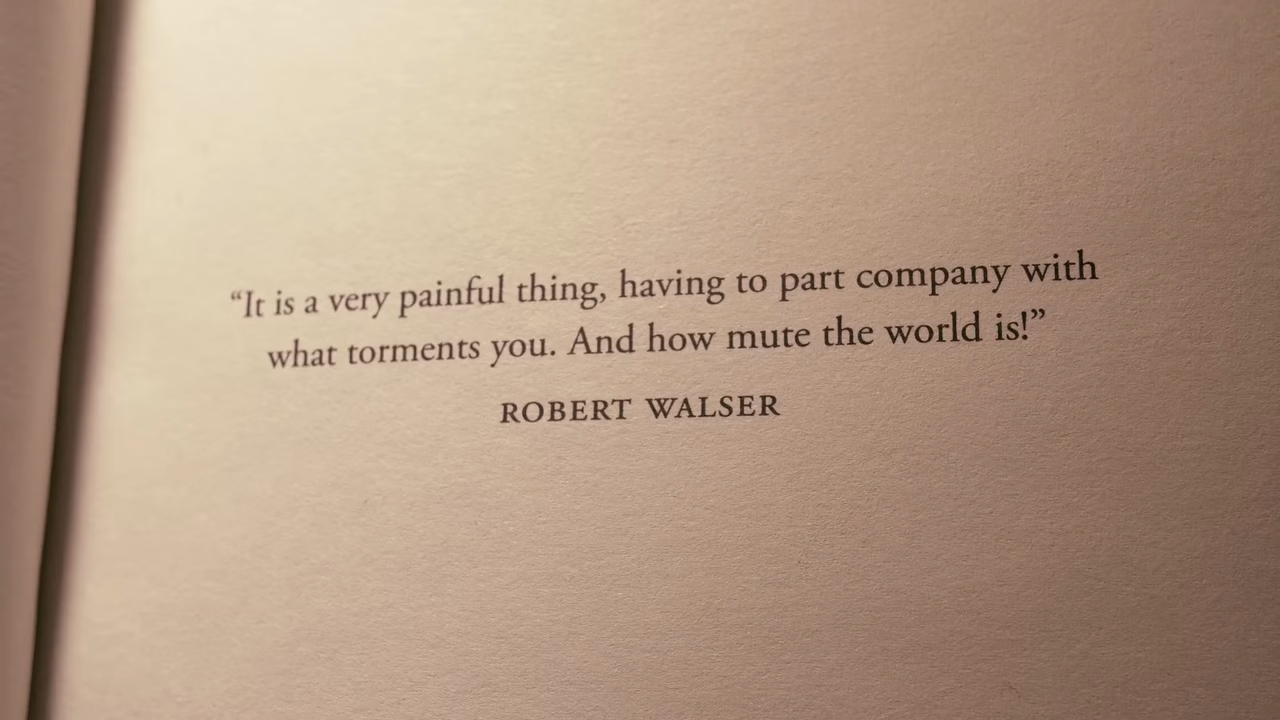 “It is a very painful thing, having to part company with
what torments you. And how mute the world is!”
ROBERT WALSER